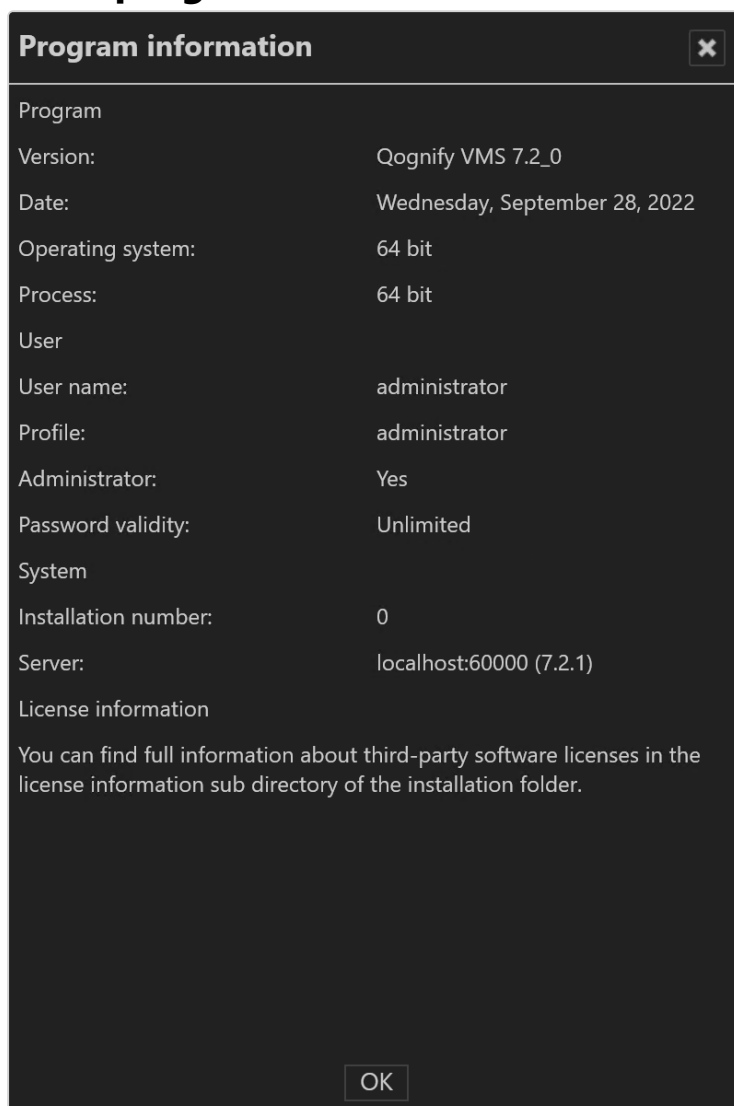 Program information
Program
Version: Qognify VMS 7.2_0
Date: Wednesday, September 28, 2022
Operating system: 64 bit
Process: 64 bit
User
User name: administrator
Profile: administrator
Administrator: Yes
Password validity: Unlimited
System
Installation number: 0
Server: localhost:60000 (7.2.1)
License information
You can find full information about third-party software licenses in the
license information sub directory of the installation folder.
OK